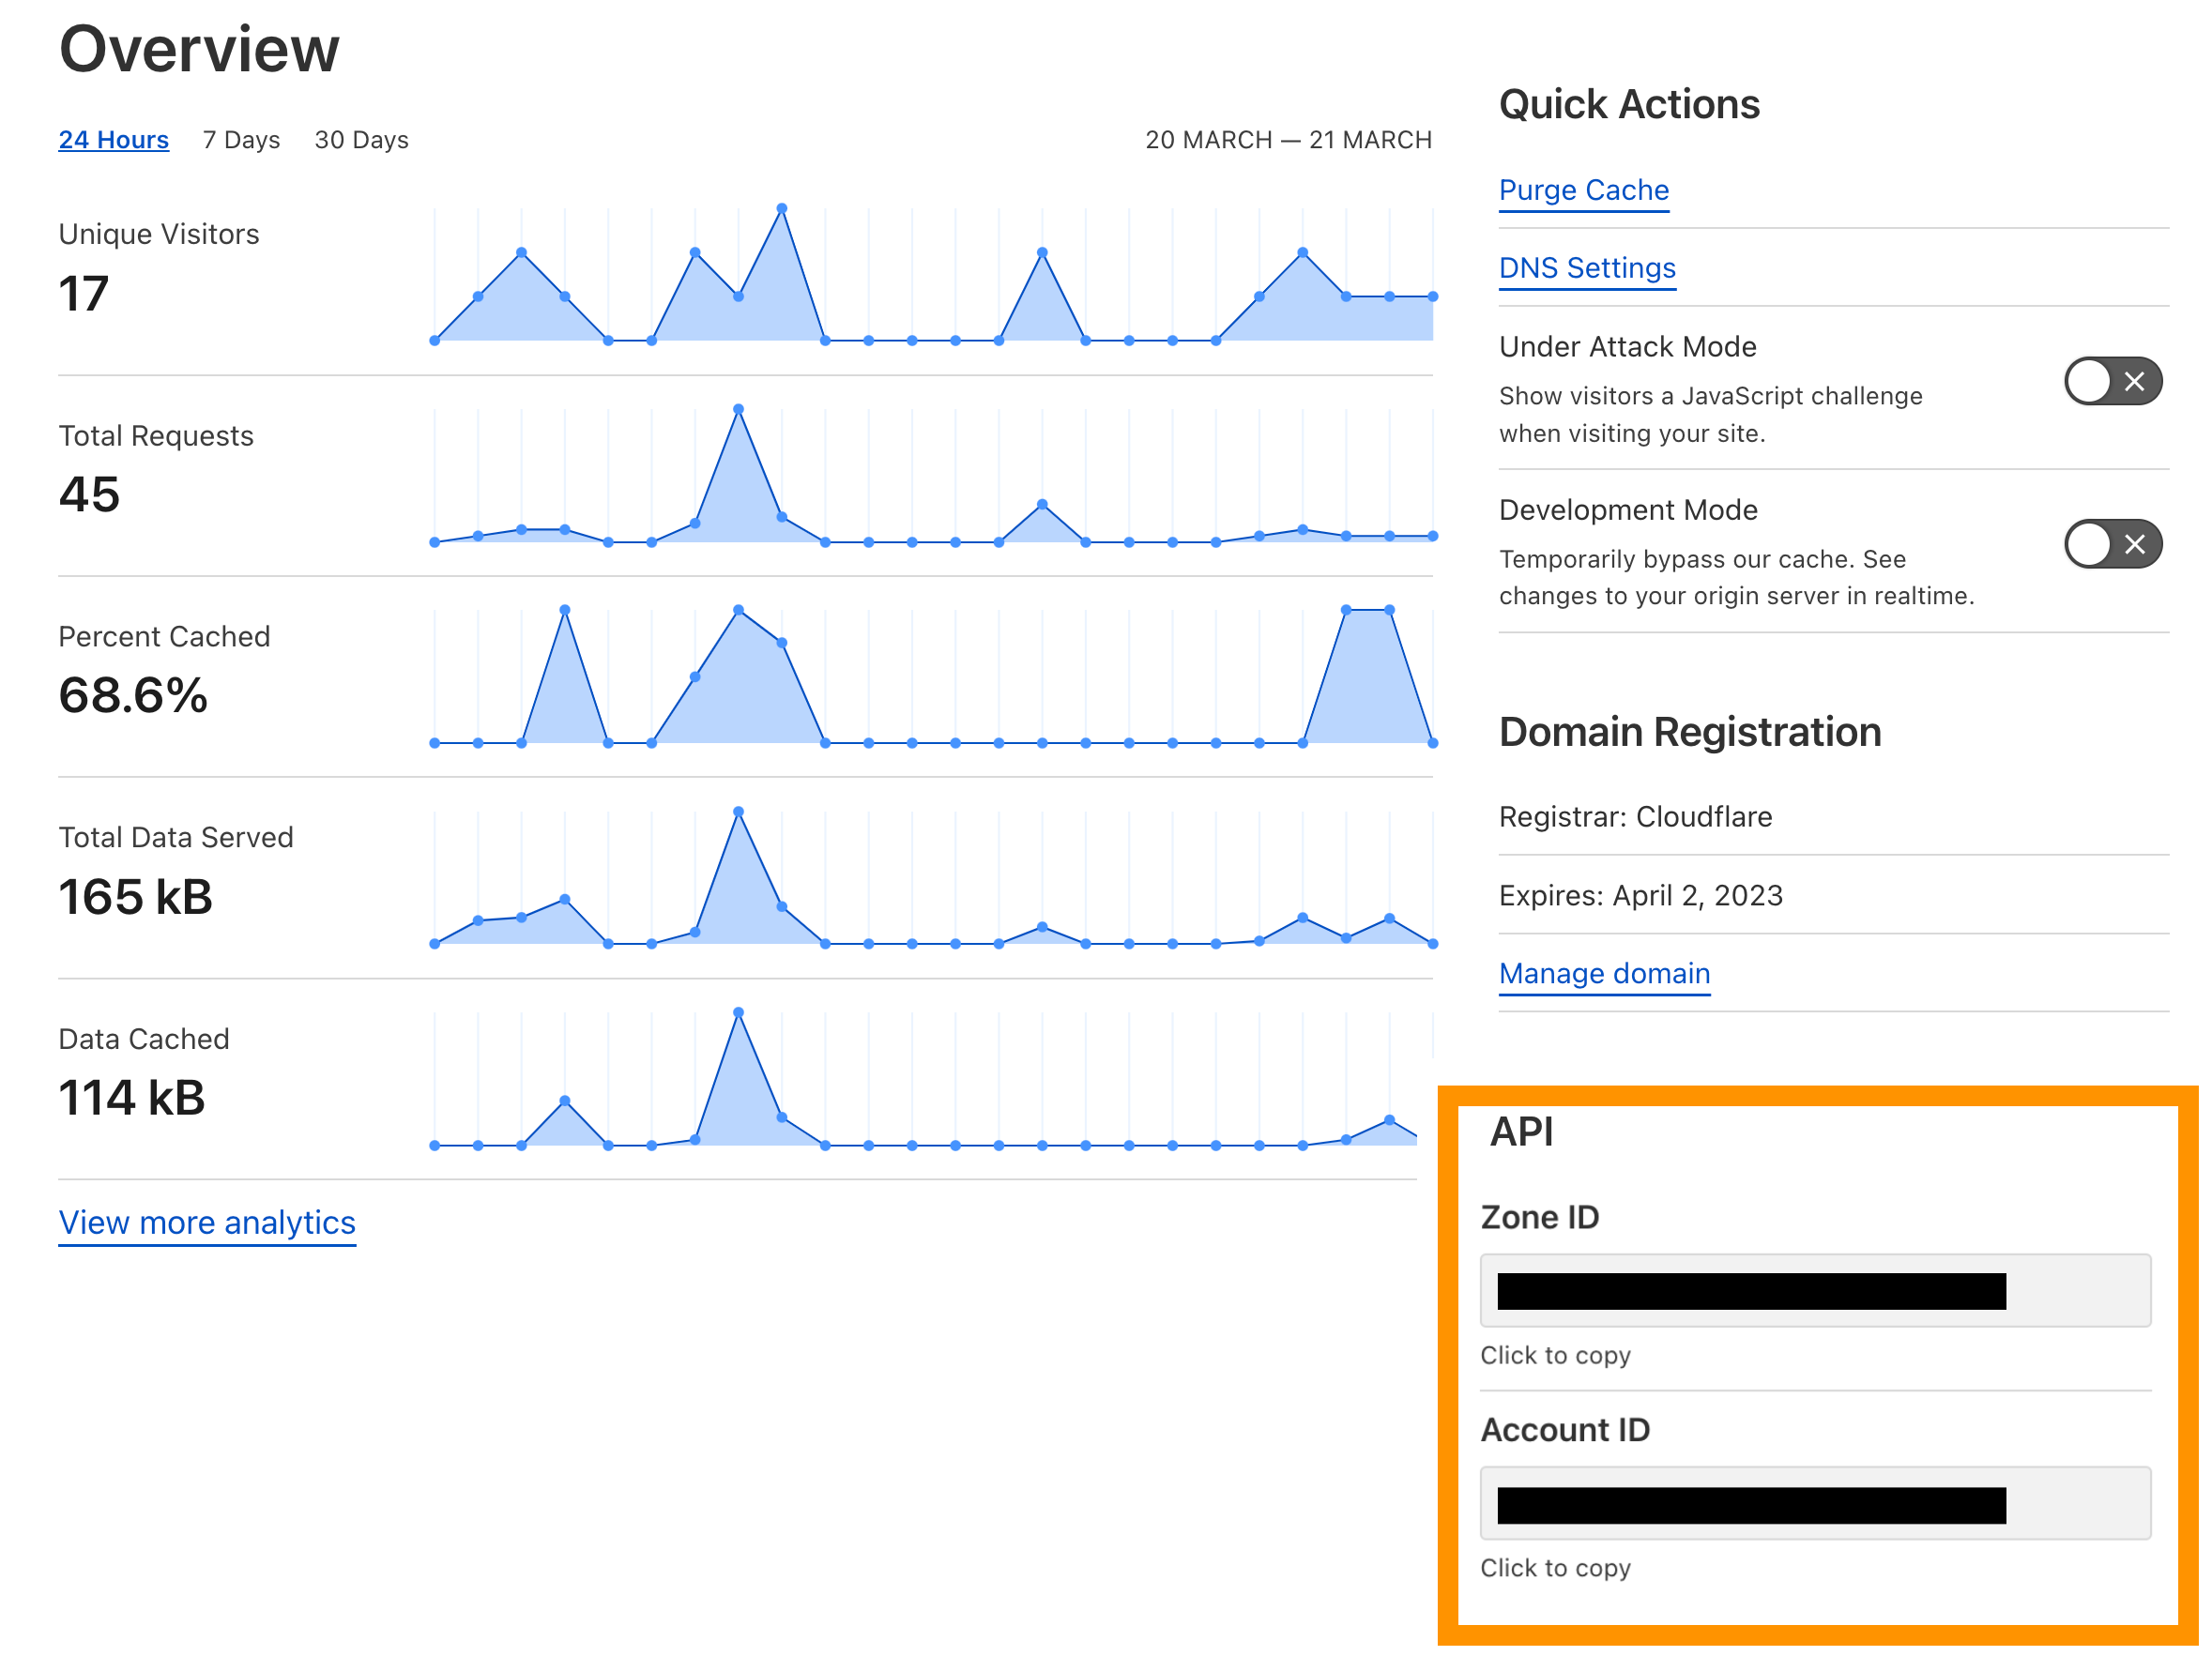 Overview
24 Hours 7 Days 30 Days 20 MARCH — 21 MARCH
Unique Visitors
17
Total Requests
45
Percent Cached
68.6%
Total Data Served
165 kB
Data Cached
114 kB
View more analytics
Quick Actions
Purge Cache
DNS Settings
Under Attack Mode
Show visitors a JavaScript challenge
when visiting your site.
Development Mode
Temporarily bypass our cache. See
changes to your origin server in realtime.
Domain Registration
Registrar: Cloudflare
Expires: April 2, 2023
Manage domain
API
Zone ID
Click to copy
Account ID
Click to copy